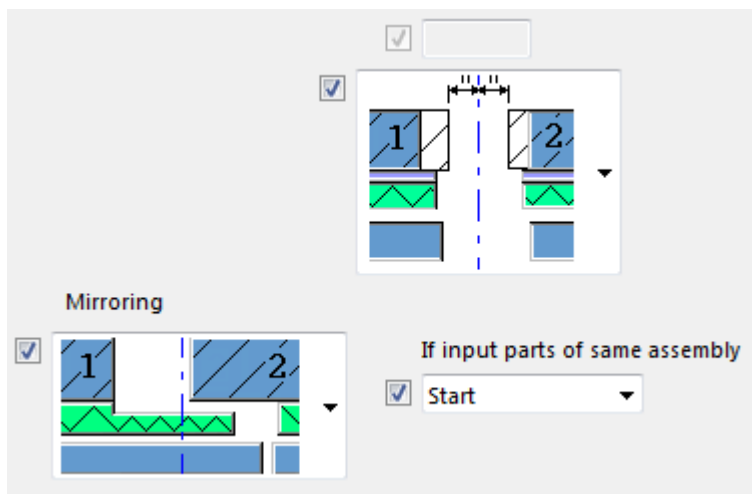 " "
1 2
Mirroring
1 2
If input parts of same assembly
Start